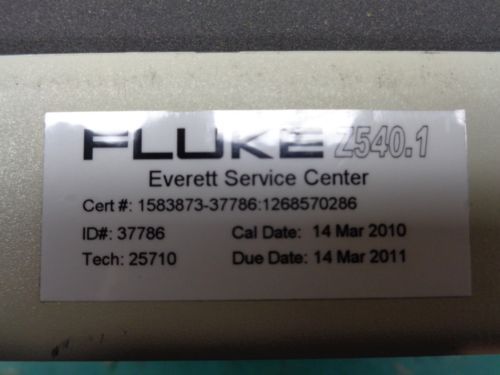 FLUKE Z540.1
Everett Service Center
Cert #: 1583873-37786:1268570286
ID#: 37786 Cal Date: 14 Mar 2010
Tech: 25710 Due Date: 14 Mar 2011